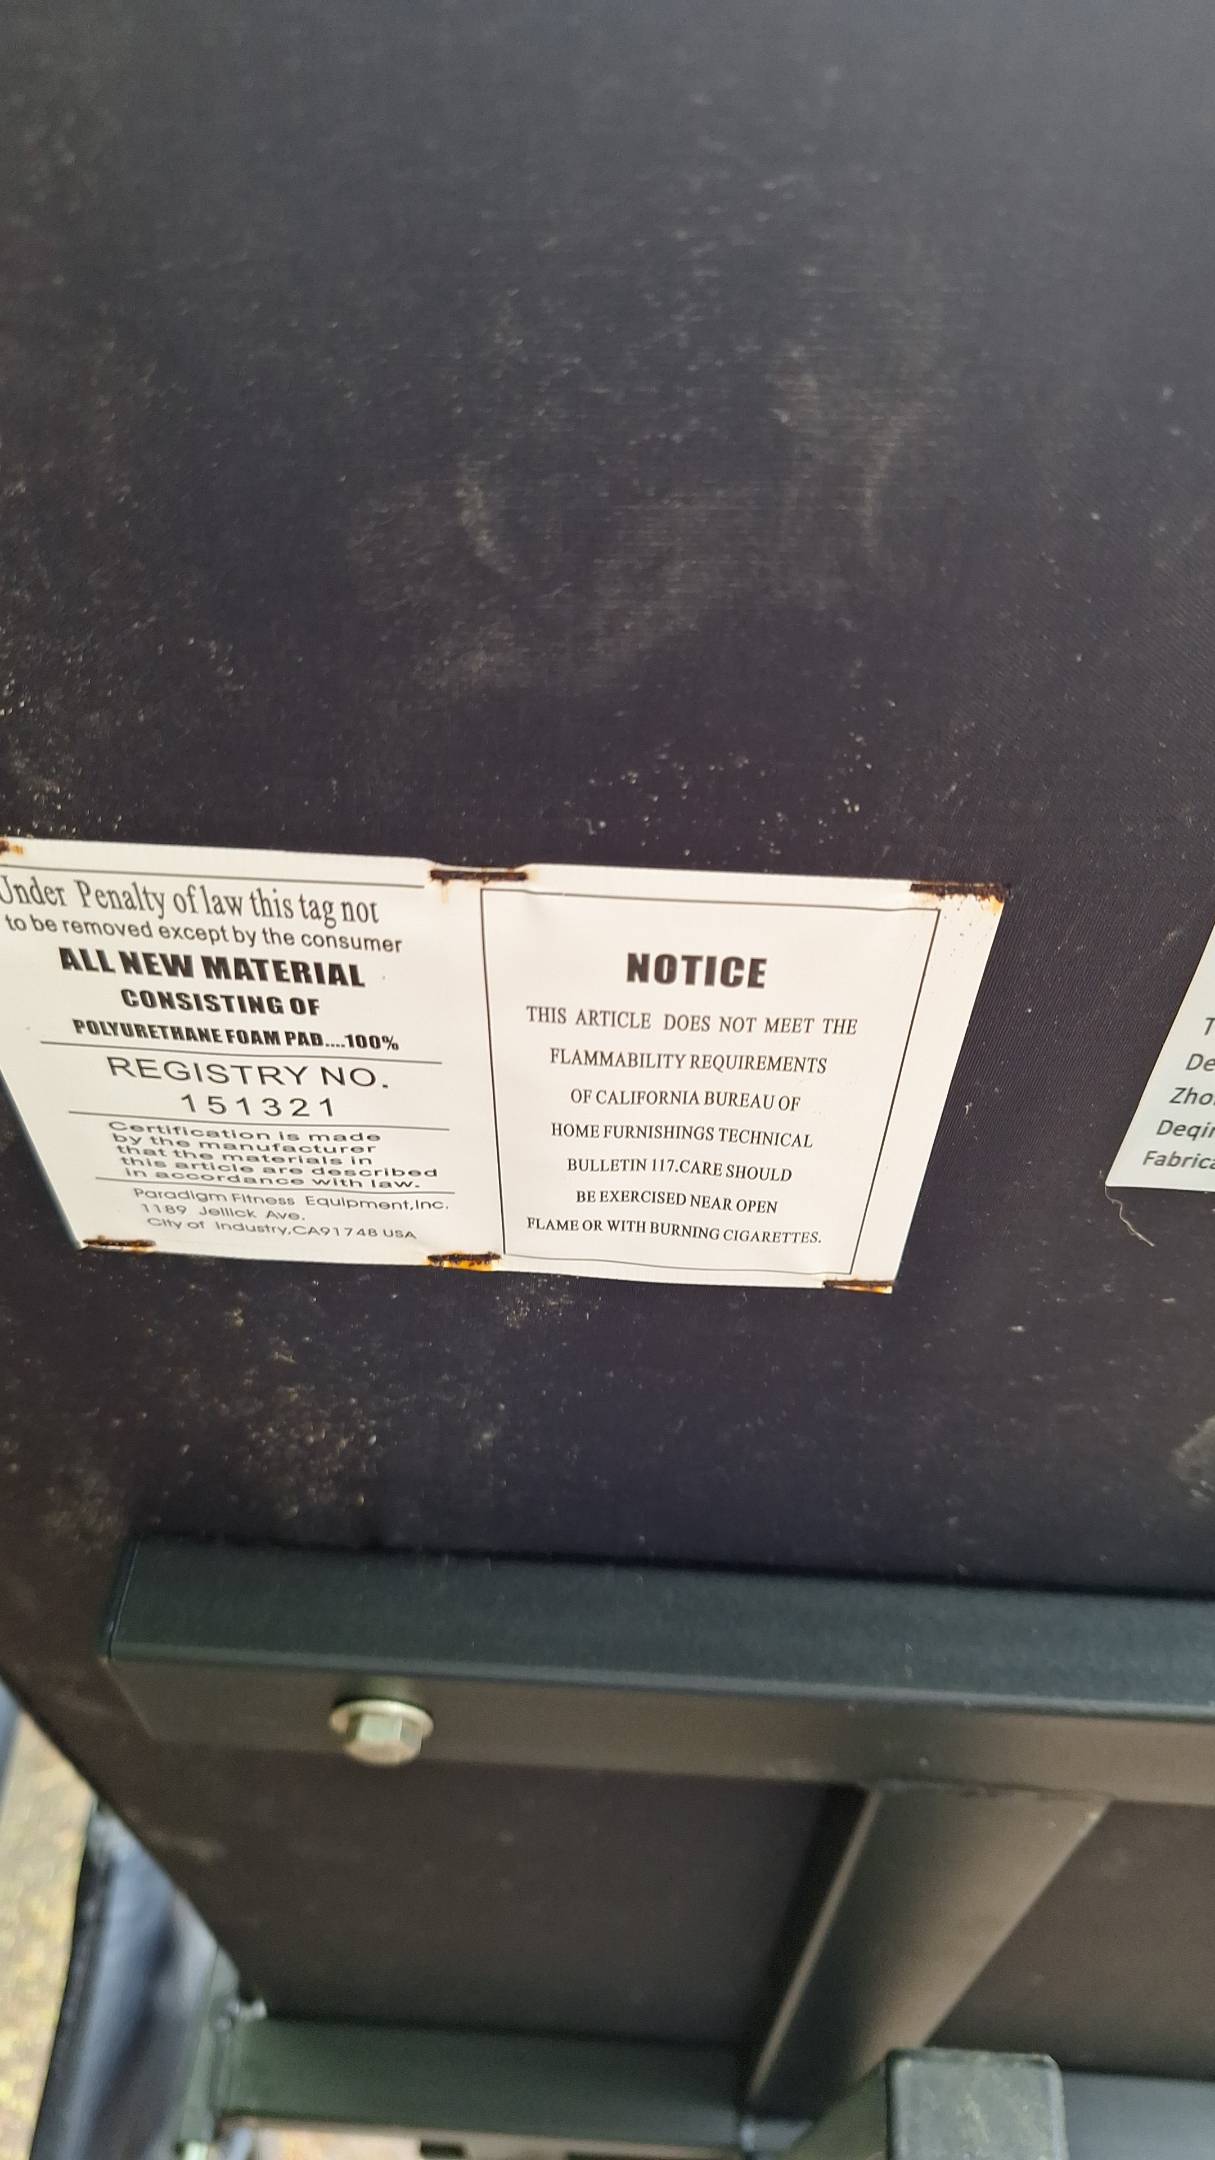 Under Penalty of law this tag not
to be removed except by the consumer
ALL NEW MATERIAL
CONSISTING OF
POLYURETHANE FOAM PAD....100%
REGISTRY NO.
151321
Certification is made
by the manufacturer
that the materials in
this article are described
in accordance with law.
Paradigm Fitness Equipment,Inc.
1189 Jellick Ave.
City of Industry,CA91748 USA
NOTICE
THIS ARTICLE DOES NOT MEET THE
FLAMMABILITY REQUIREMENTS
OF CALIFORNIA BUREAU OF
HOME FURNISHINGS TECHNICAL
BULLETIN 117.CARE SHOULD
BE EXERCISED NEAR OPEN
FLAME OR WITH BURNING CIGARETTES.